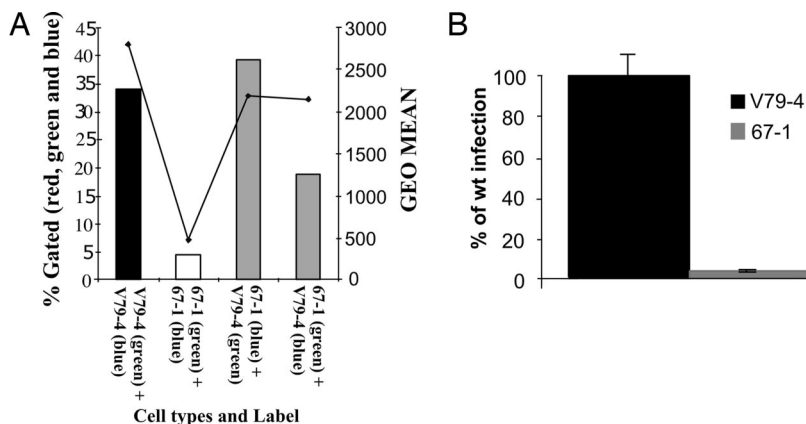 A
% Gated (red, green and blue)
45
40
35
30
25
20
15
10
5
0
3000
2500
2000
1500
1000
500
0
GEO MEAN
V79-4 (green) +
V79-4 (blue)
67-1 (green) +
67-1 (blue)
67-1 (blue) +
V79-4 (green)
67-1 (green) +
V79-4 (blue)
Cell types and Label
B
% of wt infection
100
80
60
40
20
0
V79-4
67-1